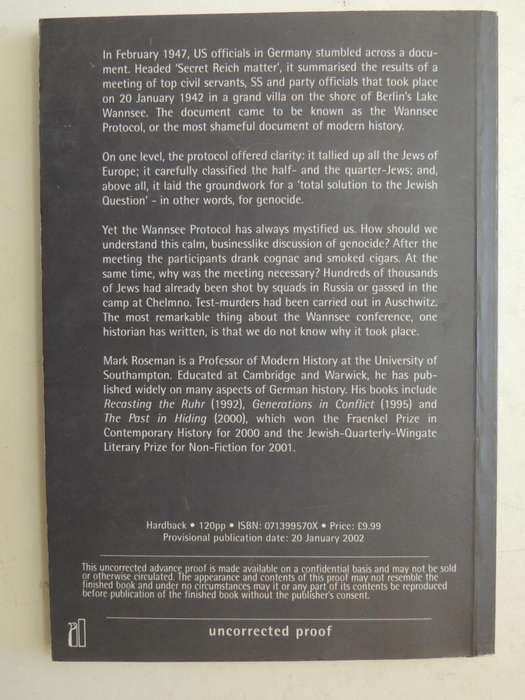 In February 1947, US officials in Germany stumbled across a docu-
ment. Headed 'Secret Reich matter', it summarised the results of a
meeting of top civil servants, SS and party officials that took place
on 20 January 1942 in a grand villa on the shore of Berlin's Lake
Wannsee. The document came to be known as the Wannsee
Protocol, or the most shameful document of modern history.
On one level, the protocol offered clarity: it tallied up all the Jews of
Europe; it carefully classified the half- and the quarter-Jews; and,
above all, it laid the groundwork for a 'total solution to the Jewish
Question' - in other words, for genocide.
Yet the Wannsee Protocol has always mystified us. How should we
understand this calm, businesslike discussion of genocide? After the
meeting the participants drank cognac and smoked cigars. At the
same time, why was the meeting necessary? Hundreds of thousands
of Jews had already been shot by squads in Russia or gassed in the
camp at Chelmno. Test-murders had been carried out in Auschwitz.
The most remarkable thing about the Wannsee conference, one
historian has written, is that we do not know why it took place.
Mark Roseman is a Professor of Modern History at the University of
Southampton. Educated at Cambridge and Warwick, he has pub-
lished widely on many aspects of German history. His books include
Recasting the Ruhr (1992), Generations in Conflict (1995) and
The Past in Hiding (2000), which won the Fraenkel Prize in
Contemporary History for 2000 and the Jewish-Quarterly-Wingate
Literary Prize for Non-Fiction for 2001.
Hardback • 120pp • ISBN: 071399570X • Price: £9.99
Provisional publication date: 20 January 2002
This uncorrected advance proof is made available on a confidential basis and may not be sold
or otherwise circulated. The appearance and contents of this proof may not resemble the
finished book and under no circumstances may it or any part of its contents be reproduced
before publication of the finished book without the publisher's consent.
uncorrected proof